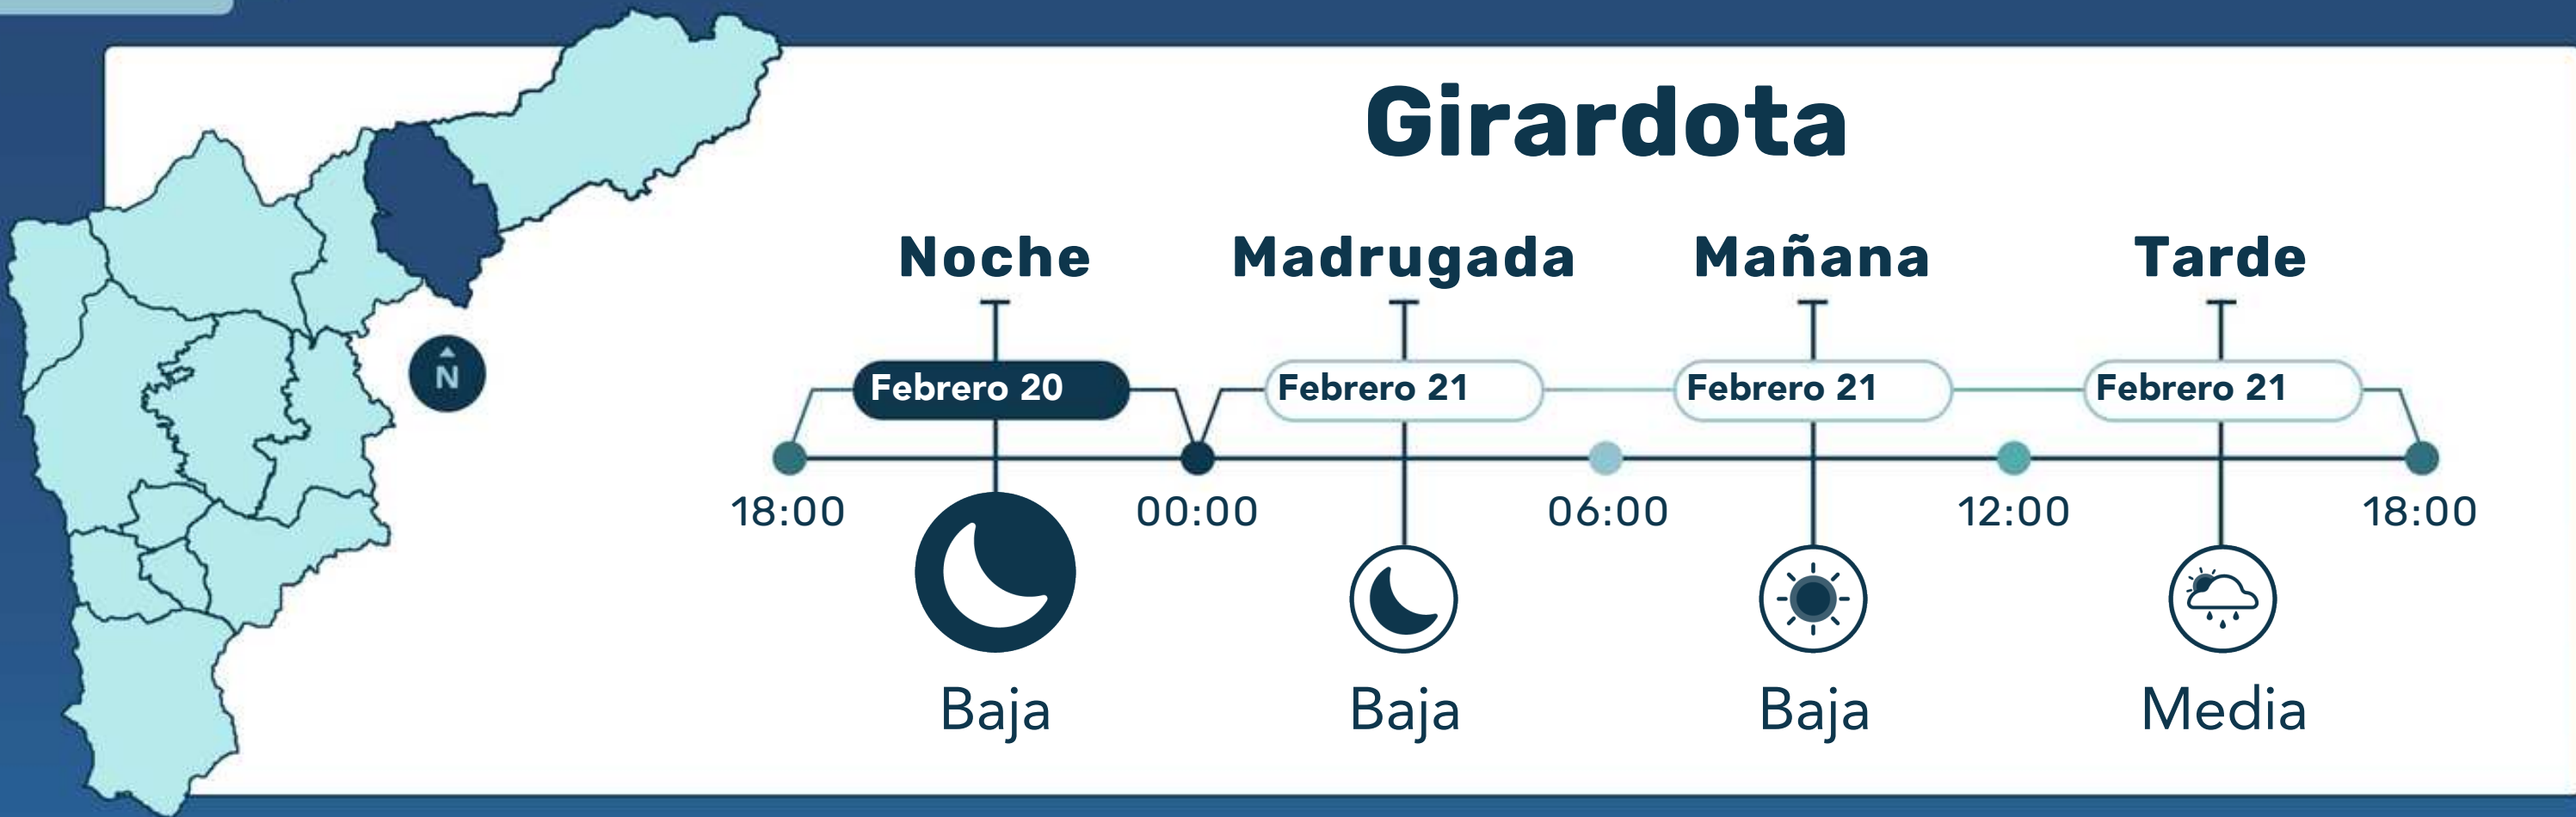 Girardota
Noche Madrugada Mañana Tarde
Febrero 20 Febrero 21 Febrero 21 Febrero 21
N
18:00 00:00 06:00 12:00 18:00
Baja Baja Baja Media